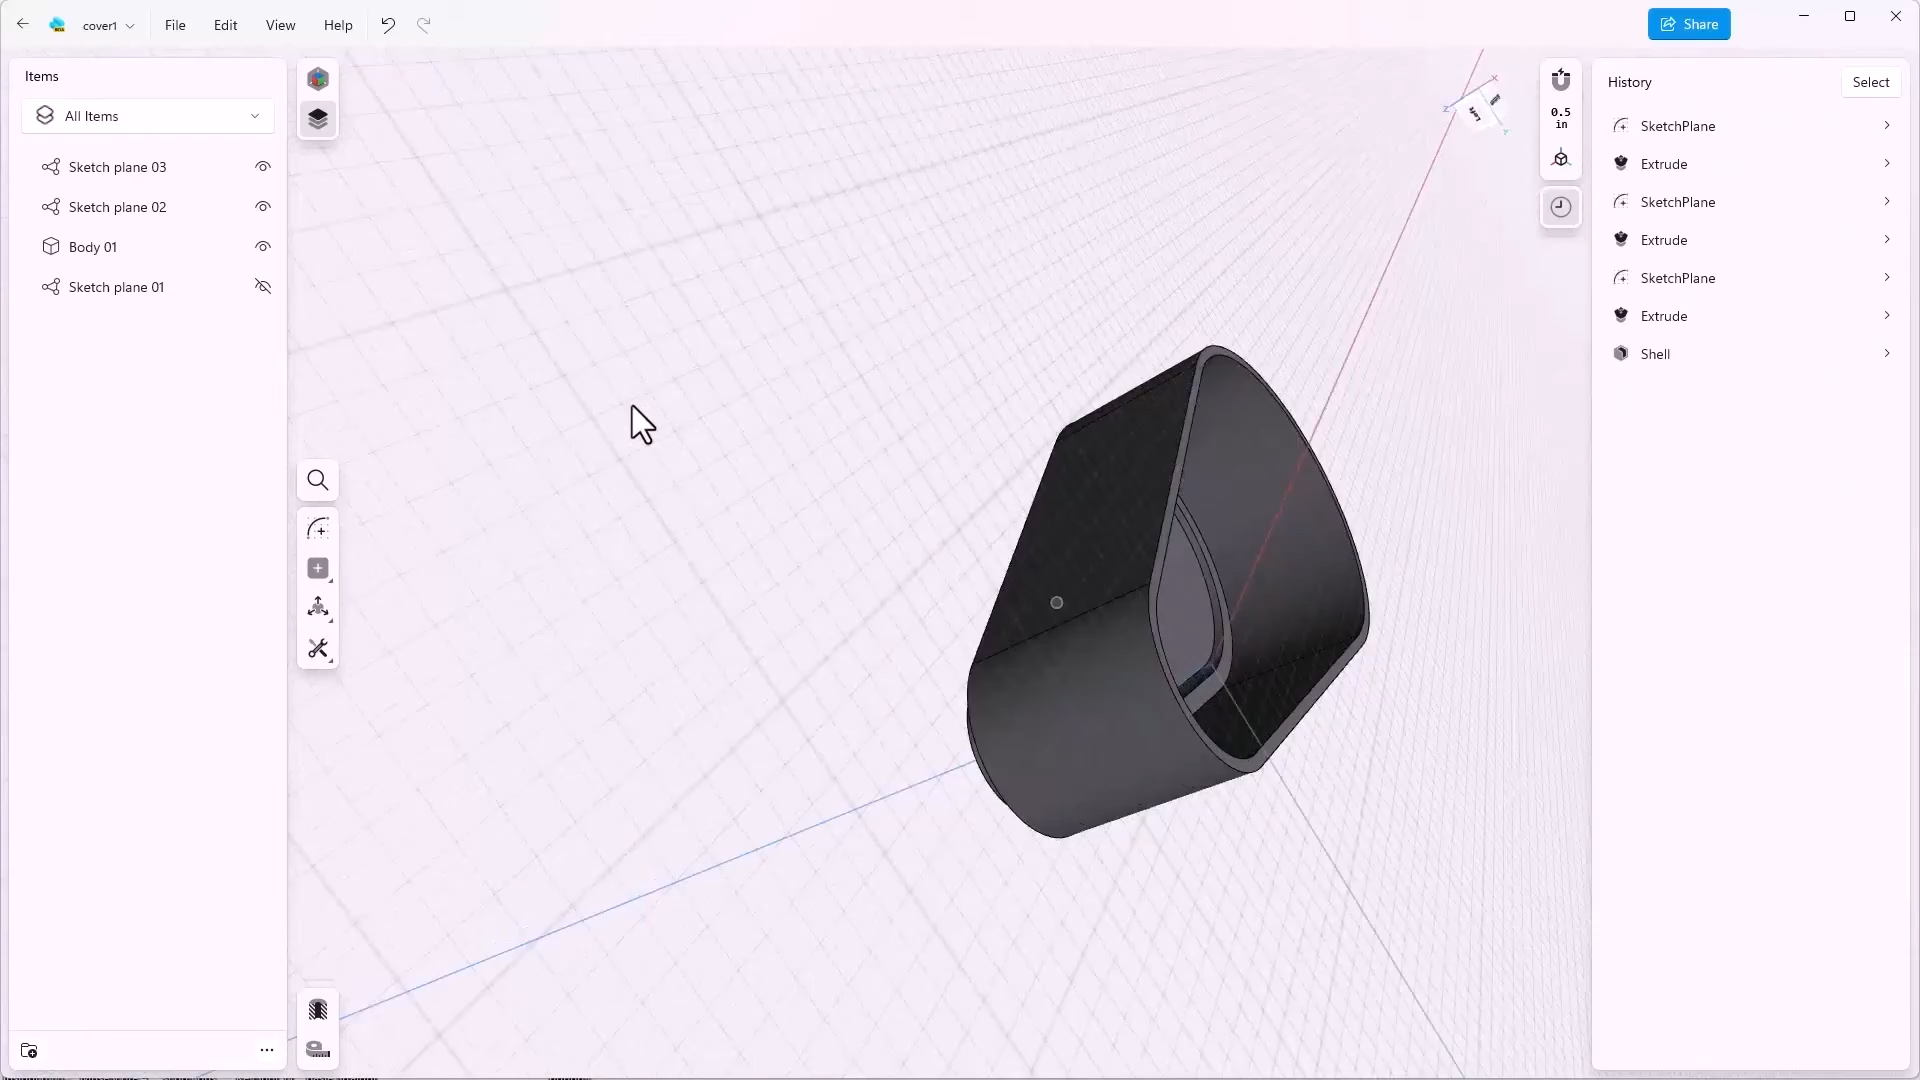 cover1
File
Edit
View
Help
Share
Items
All Items
Sketch plane 03
Sketch plane 02
Body 01
Sketch plane 01
0.5
in
Left
X
Z
History
Select
SketchPlane
Extrude
SketchPlane
Extrude
SketchPlane
Extrude
Shell